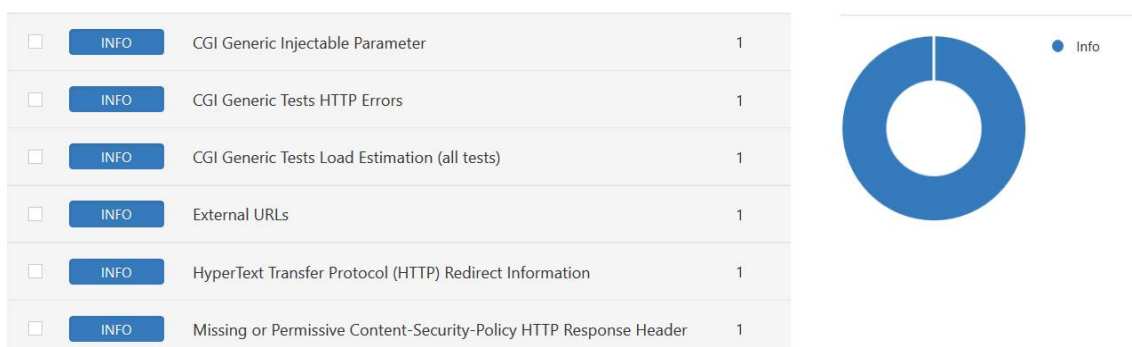 INFO CGI Generic Injectable Parameter 1
Info
INFO CGI Generic Tests HTTP Errors 1
INFO CGI Generic Tests Load Estimation (all tests) 1
INFO External URLs 1
INFO HyperText Transfer Protocol (HTTP) Redirect Information 1
INFO Missing or Permissive Content-Security-Policy HTTP Response Header 1